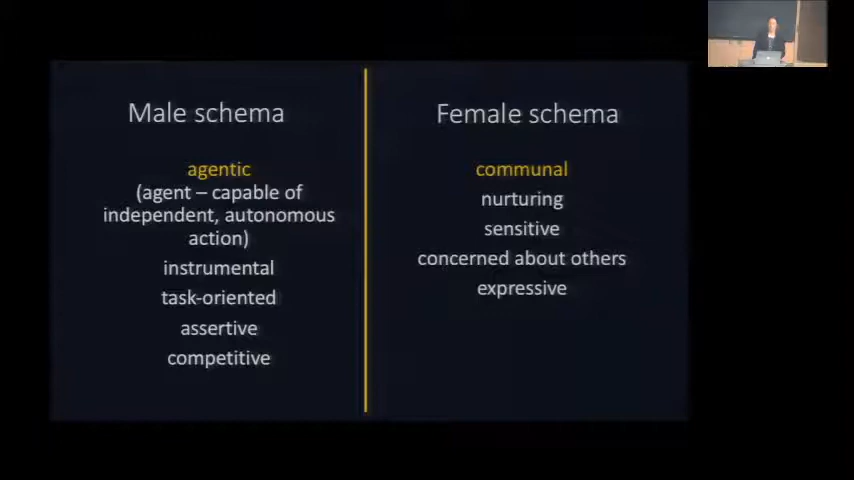 Male schema
agentic
(agent – capable of
independent, autonomous
action)
instrumental
task-oriented
assertive
competitive
Female schema
communal
nurturing
sensitive
concerned about others
expressive